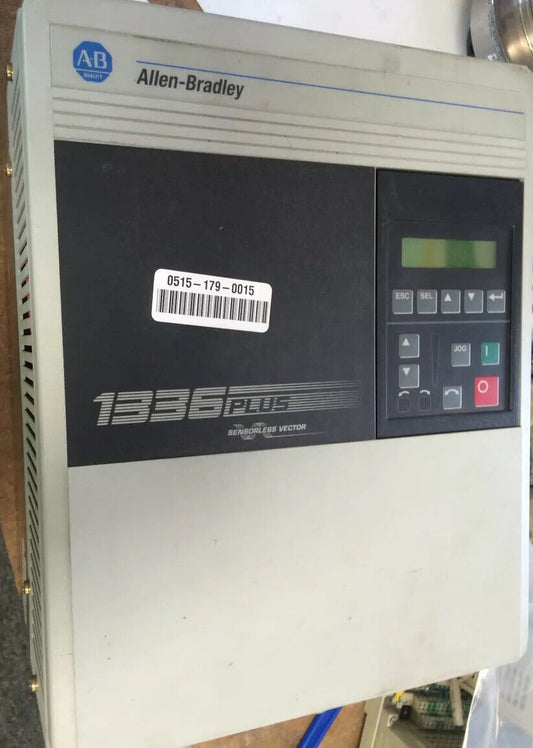 AB
QUALITY
Allen-Bradley
0515-179-0015
ESC SEL
JOG
I
O
1336 PLUS
SENSORLESS VECTOR